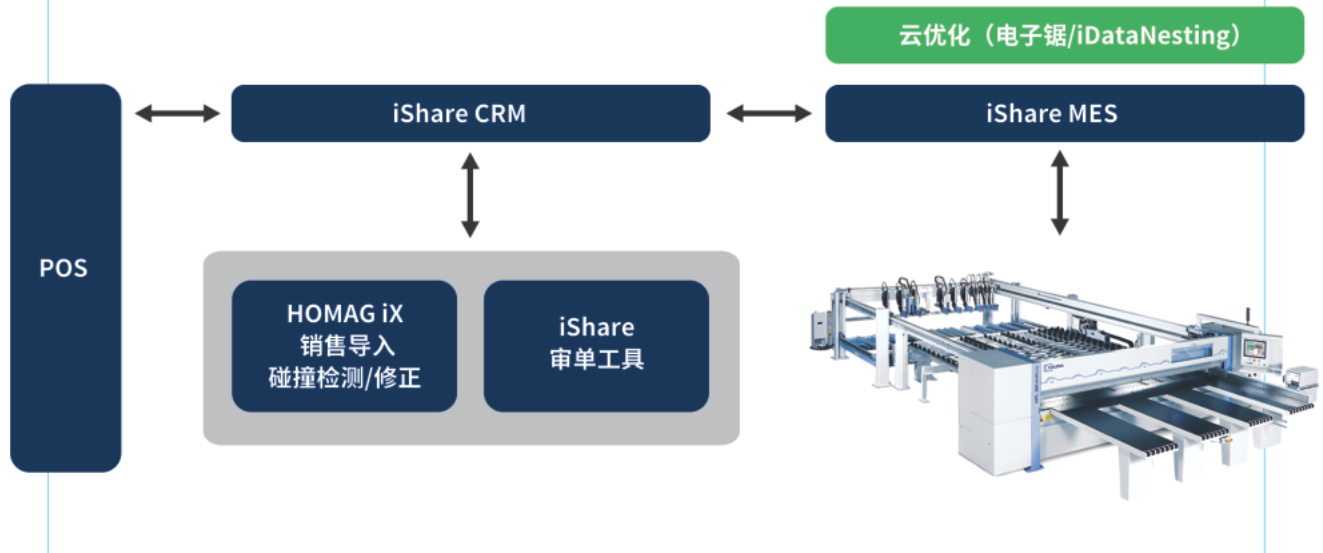 云优化（电子锯/iDataNesting）
iShare CRM
iShare MES
POS
HOMAG iX
销售导入
碰撞检测/修正
iShare
审单工具